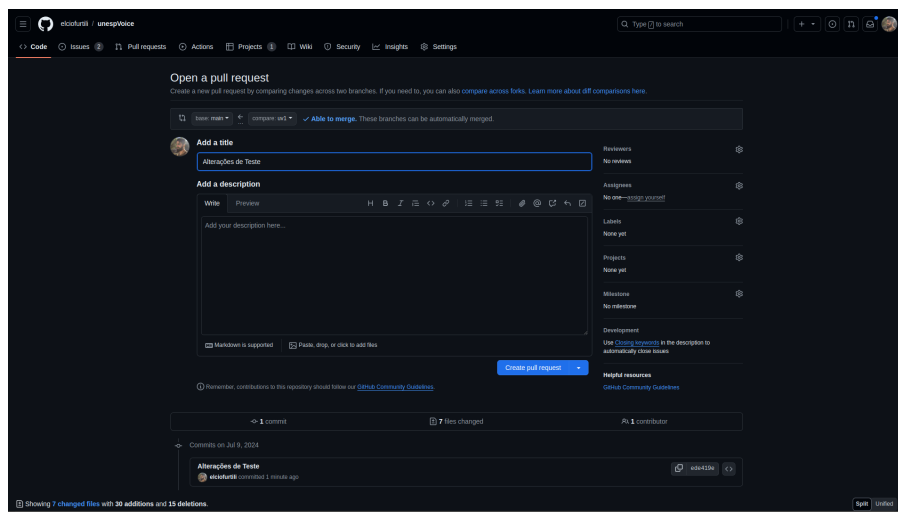 elciofurtili / unespVoice
Type / to search
Code Issues 2 Pull requests Actions Projects 1 Wiki Security Insights Settings
Open a pull request
Create a new pull request by comparing changes across two branches. If you need to, you can also compare across forks. Learn more about diff comparisons here.
base: main compare: ux1 Able to merge. These branches can be automatically merged.
Add a title
Alterações de Teste
Add a description
Write Preview
Add your description here...
Markdown is supported Paste, drop, or click to add files
Create pull request
Remember, contributions to this repository should follow our GitHub Community Guidelines.
Reviewers
No reviews
Assignees
No one—assign yourself
Labels
None yet
Projects
None yet
Milestone
No milestone
Development
Use Closing keywords in the description to
automatically close issues
Helpful resources
GitHub Community Guidelines
1 commit 7 files changed 1 contributor
Commits on Jul 9, 2024
Alterações de Teste
elciofurtili committed 1 minute ago
ede419e
Showing 7 changed files with 30 additions and 15 deletions.
Split Unified